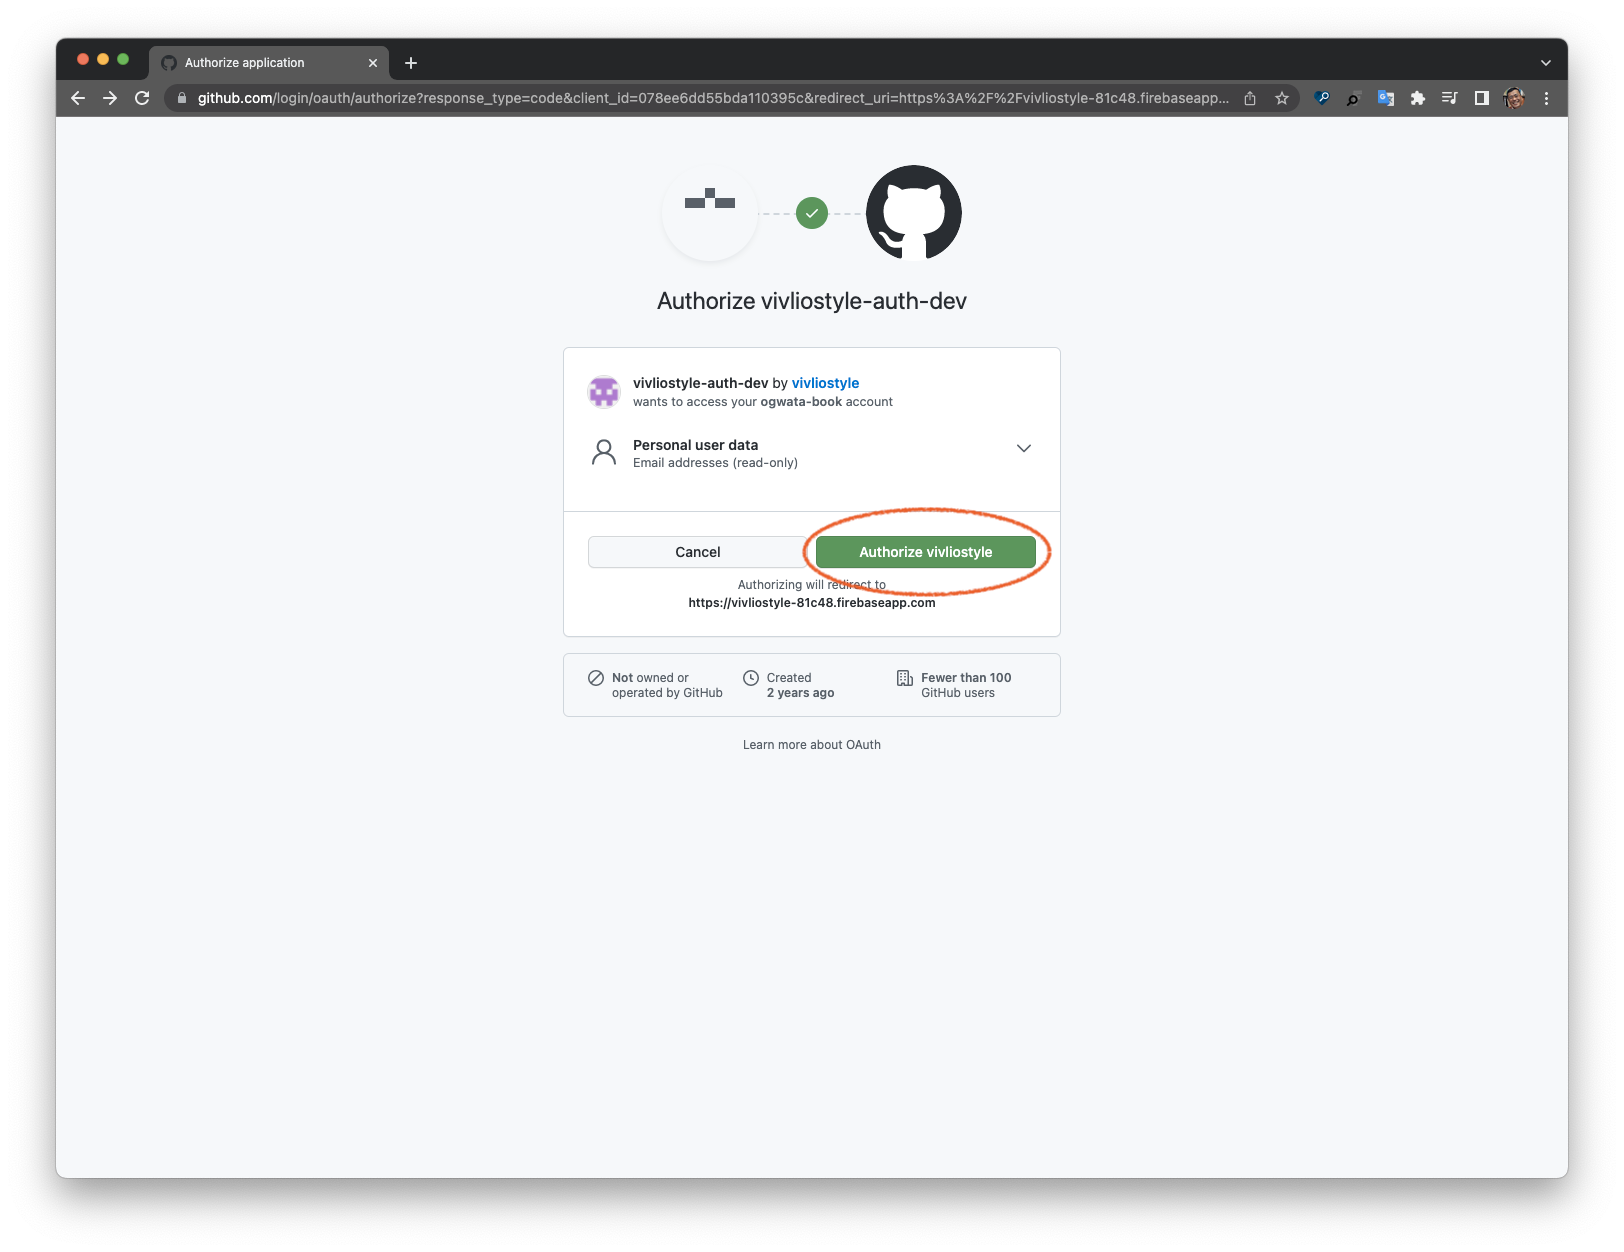 Authorize application
github.com/login/oauth/authorize?response_type=code&client_id=078ee6dd55bda110395c&redirect_uri=https%3A%2F%2Fvivliostyle-81c48.firebaseapp...
Authorize vivliostyle-auth-dev
vivliostyle-auth-dev by vivliostyle
wants to access your ogwata-book account
Personal user data
Email addresses (read-only)
Cancel
Authorize vivliostyle
Authorizing will redirect to
https://vivliostyle-81c48.firebaseapp.com
Not owned or
operated by GitHub
Created
2 years ago
Fewer than 100
GitHub users
Learn more about OAuth